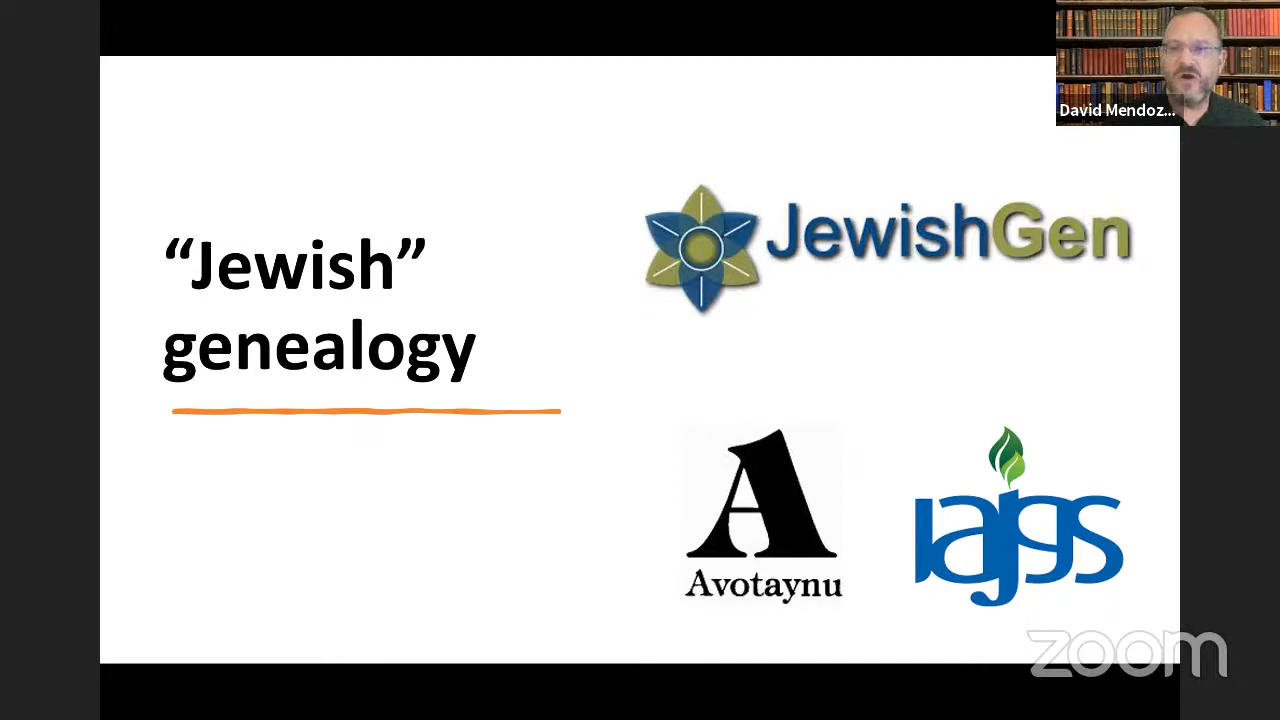 David Mendoz...
JewishGen
“Jewish”
genealogy
A
Avotaynu
iajgs
zoom